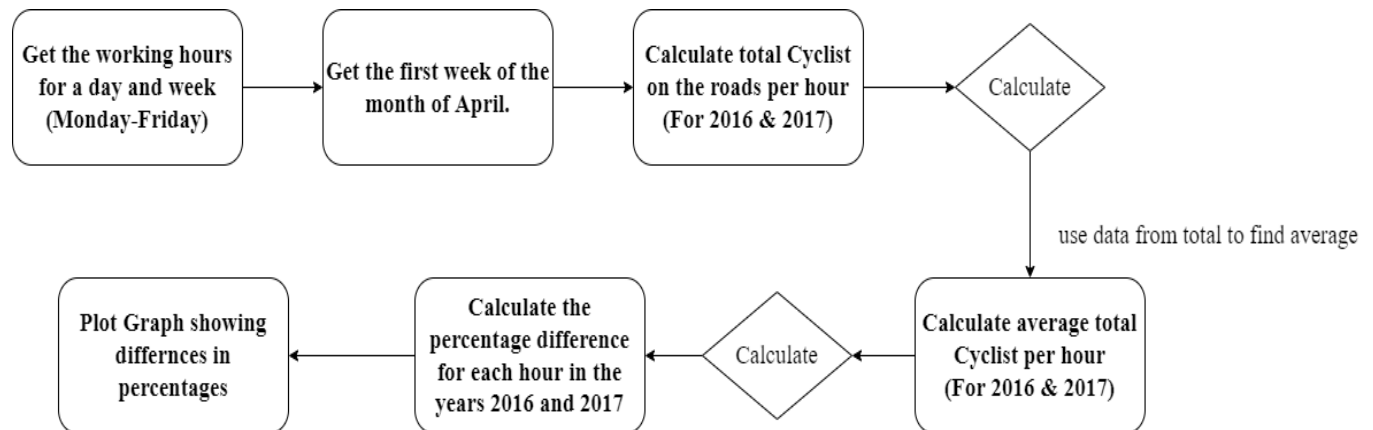 Get the working hours
for a day and week
(Monday-Friday)
Get the first week of the
month of April.
Calculate total Cyclist
on the roads per hour
(For 2016 & 2017)
Calculate
use data from total to find average
Calculate average total
Cyclist per hour
(For 2016 & 2017)
Calculate
Calculate the
percentage difference
for each hour in the
years 2016 and 2017
Plot Graph showing
differnces in
percentages